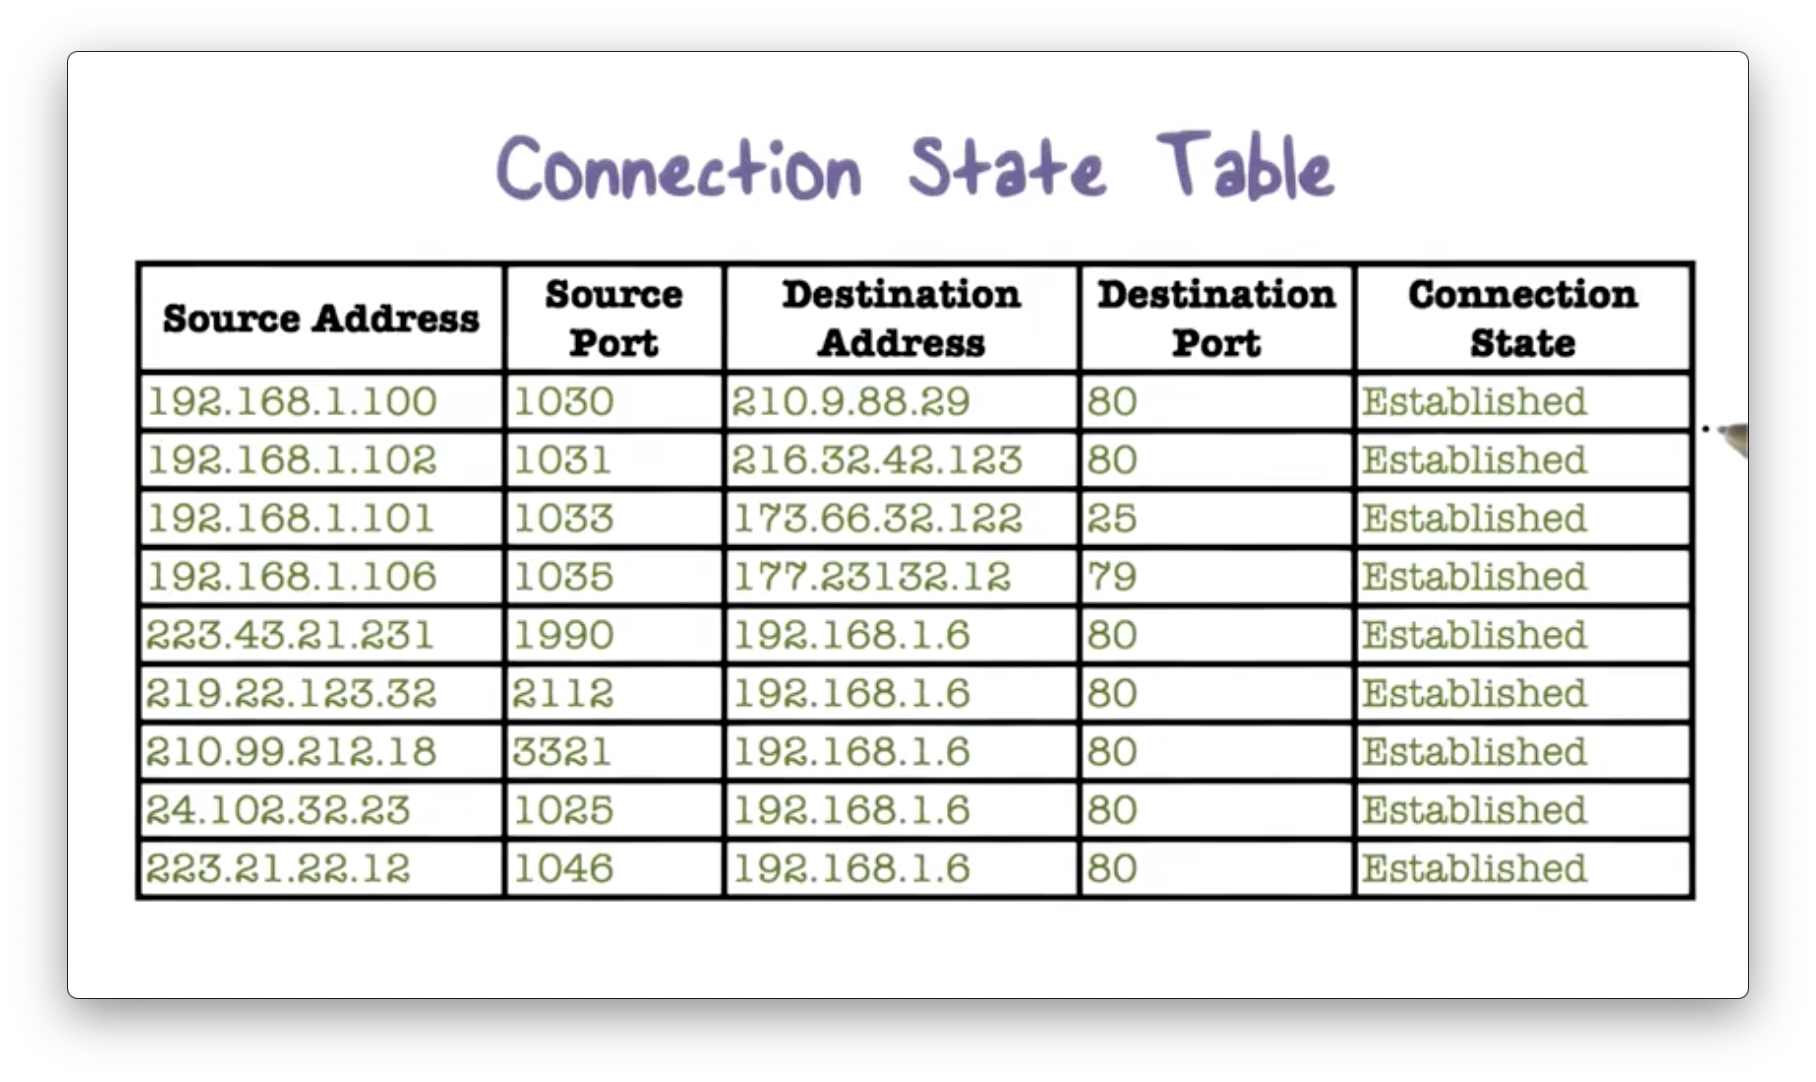 Connection State Table
Source Address Source Port Destination Address Destination Port Connection State
192.168.1.100 1030 210.9.88.29 80 Established
192.168.1.102 1031 216.32.42.123 80 Established
192.168.1.101 1033 173.66.32.122 25 Established
192.168.1.106 1035 177.23132.12 79 Established
223.43.21.231 1990 192.168.1.6 80 Established
219.22.123.32 2112 192.168.1.6 80 Established
210.99.212.18 3321 192.168.1.6 80 Established
24.102.32.23 1025 192.168.1.6 80 Established
223.21.22.12 1046 192.168.1.6 80 Established